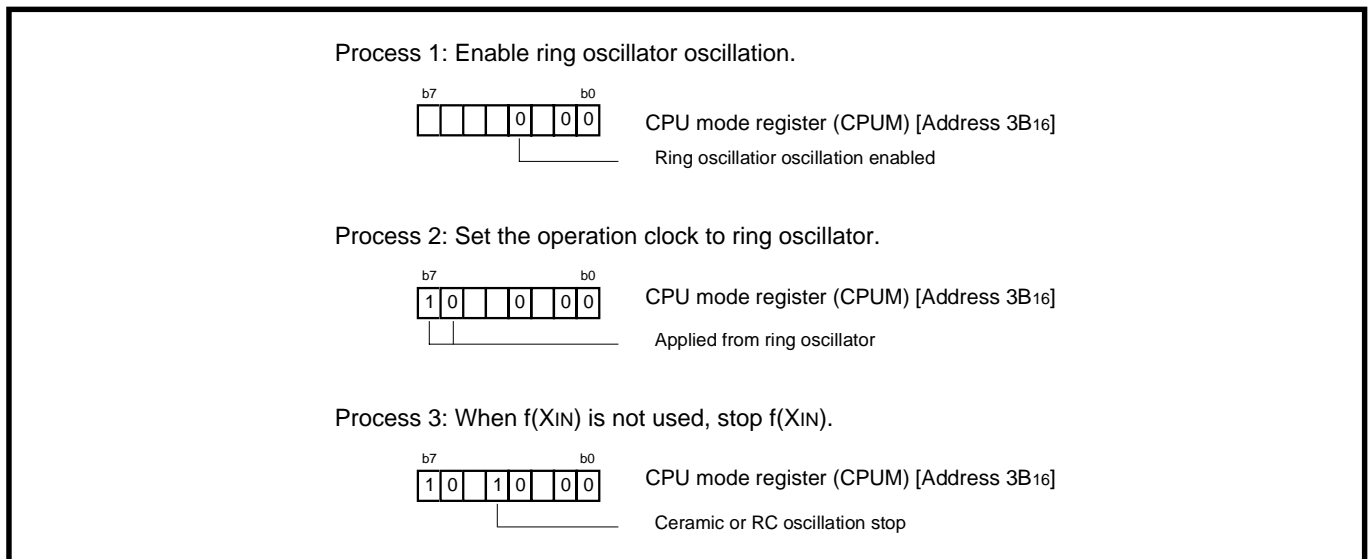 Process 1: Enable ring oscillator oscillation.
b7 b0
0 0 0 CPU mode register (CPUM) [Address 3B16]
Ring oscillatior oscillation enabled
Process 2: Set the operation clock to ring oscillator.
b7 b0
1 0 0 0 0 CPU mode register (CPUM) [Address 3B16]
Applied from ring oscillator
Process 3: When f(XIN) is not used, stop f(XIN).
b7 b0
1 0 1 0 0 0 CPU mode register (CPUM) [Address 3B16]
Ceramic or RC oscillation stop